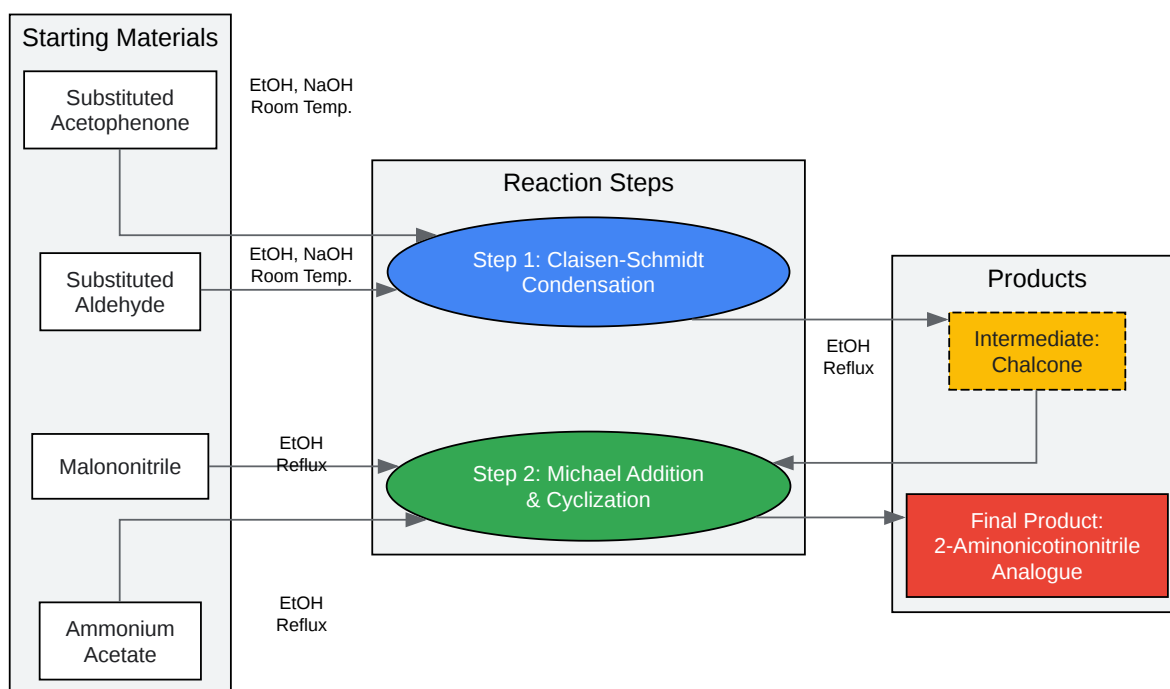 Starting Materials
Substituted
Acetophenone
EtOH, NaOH
Room Temp.
Reaction Steps
Step 1: Claisen-Schmidt
Condensation
EtOH, NaOH
Room Temp.
Substituted
Aldehyde
Products
Intermediate:
Chalcone
EtOH
Reflux
Malononitrile
EtOH
Reflux
Step 2: Michael Addition
& Cyclization
Final Product:
2-Aminonicotinonitrile
Analogue
EtOH
Reflux
Ammonium
Acetate